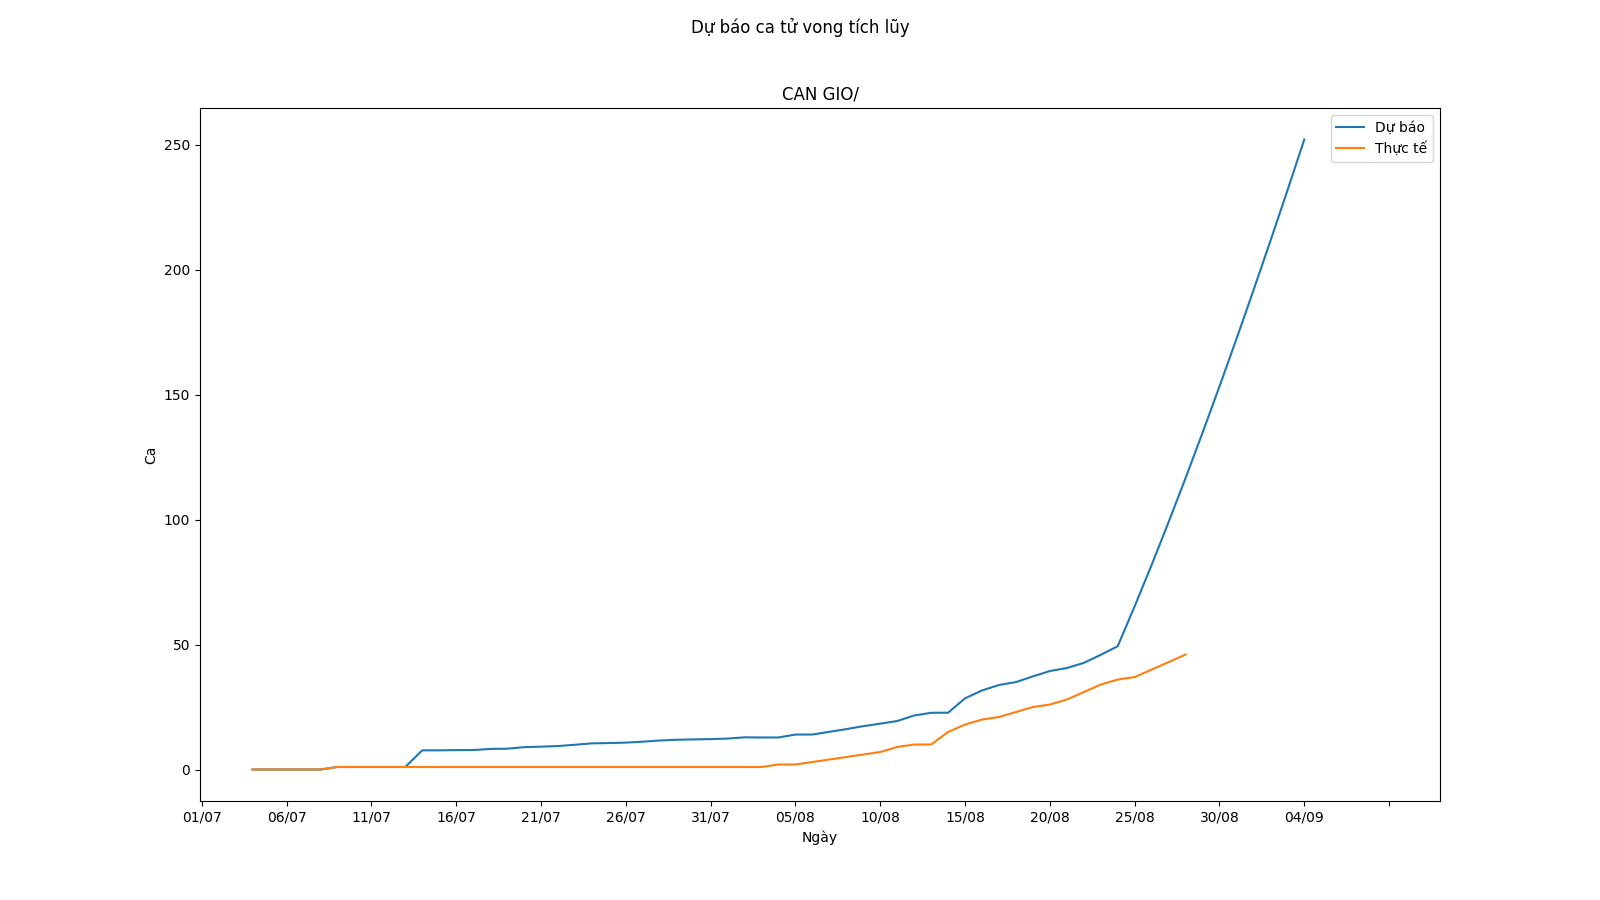 Dự báo ca tử vong tích lũy
CAN GIO/
Dự báo
Thực tế
250
200
150
100
50
0
Ca
01/07 06/07 11/07 16/07 21/07 26/07 31/07 05/08 10/08 15/08 20/08 25/08 30/08 04/09
Ngày